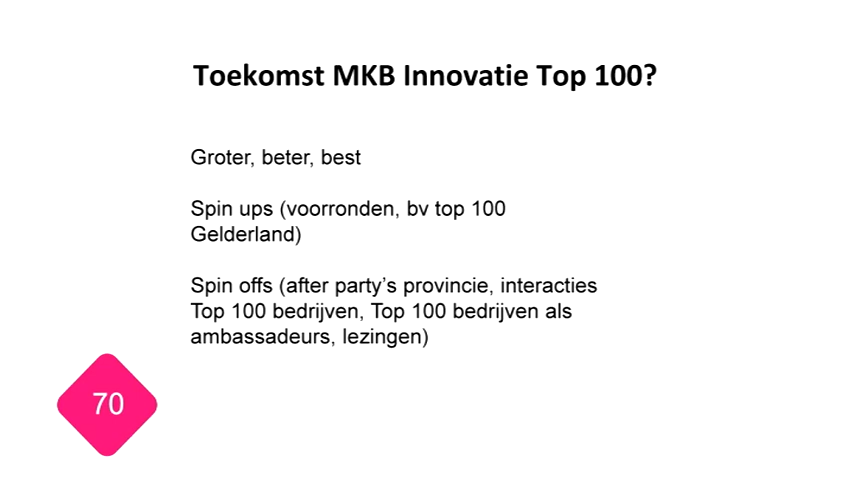 Toekomst MKB Innovatie Top 100?
Groter, beter, best
Spin ups (voorronden, bv top 100
Gelderland)
Spin offs (after party’s provincie, interacties
Top 100 bedrijven, Top 100 bedrijven als
ambassadeurs, lezingen)
70